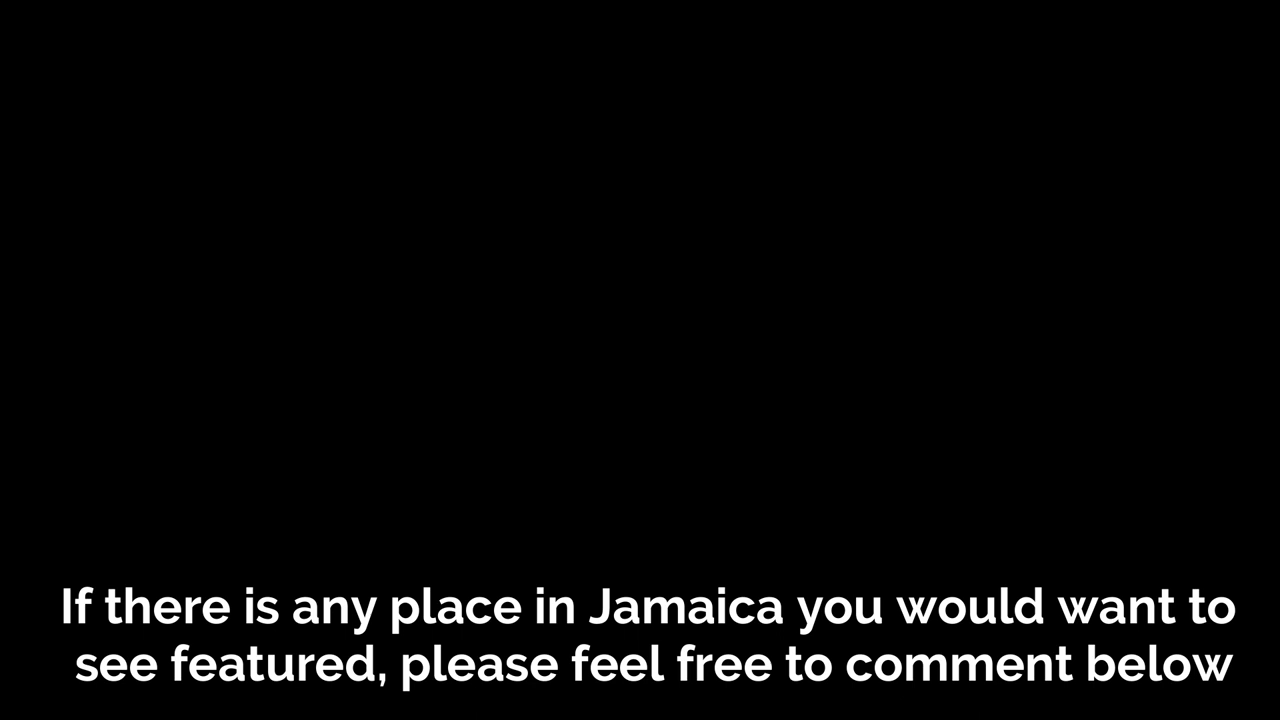 If there is any place in Jamaica you would want to
see featured, please feel free to comment below